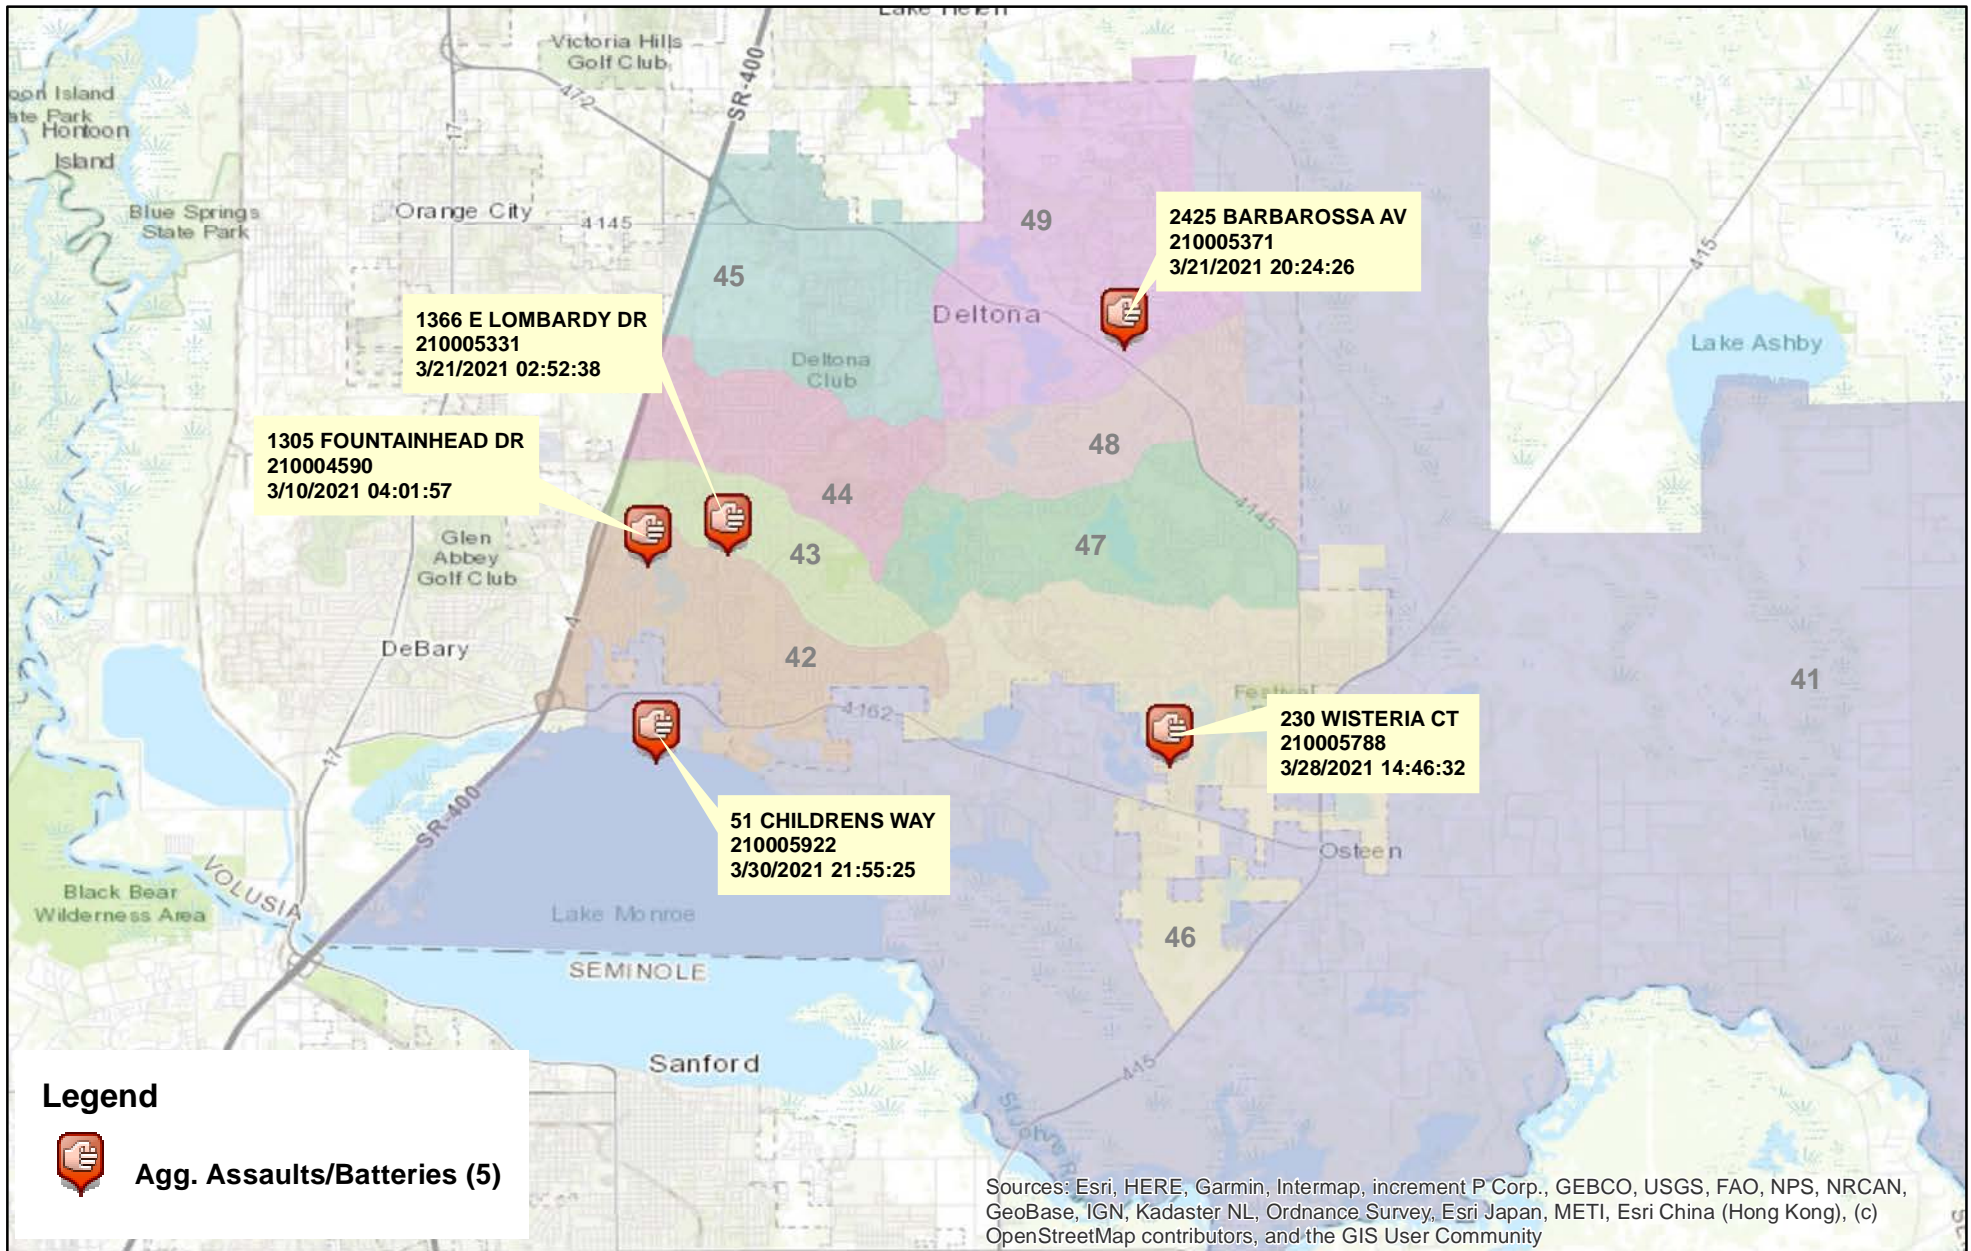 Lake Helen
Victoria Hills
Golf Club
SR-400
472
17
Island
Hontoon
Island
Blue Springs
State Park
Orange City
4145
45
49
2425 BARBAROSSA AV
210005371
3/21/2021 20:24:26
415
1366 E LOMBARDY DR
210005331
3/21/2021 02:52:38
Deltona
Deltona
Club
Lake Ashby
1305 FOUNTAINHEAD DR
210004590
3/10/2021 04:01:57
48
44
4145
Glen
Abbey
Golf Club
43
47
4
DeBary
42
41
4162
Festival
230 WISTERIA CT
210005788
3/28/2021 14:46:32
17
SR-400
51 CHILDRENS WAY
210005922
3/30/2021 21:55:25
Osteen
Black Bear
Wilderness Area
VOLUSIA
Lake Monroe
46
SEMINOLE
Sanford
415
Legend
Agg. Assaults/Batteries (5)
Sources: Esri, HERE, Garmin, Intermap, increment P Corp., GEBCO, USGS, FAO, NPS, NRCAN,
GeoBase, IGN, Kadaster NL, Ordnance Survey, Esri Japan, METI, Esri China (Hong Kong), (c)
OpenStreetMap contributors, and the GIS User Community